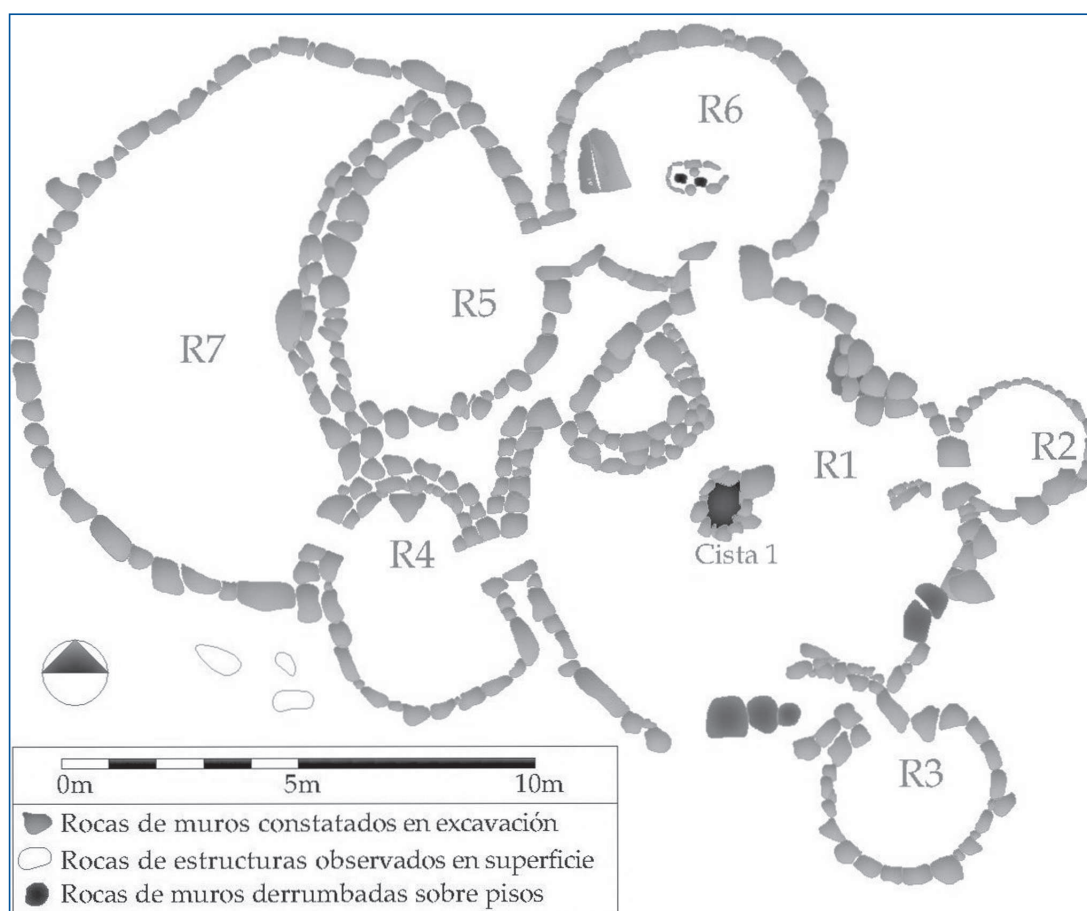 R6
R5
R7
R1
R2
Cista 1
R4
R3
0m 5m 10m
Rocas de muros constatados en excavación
Rocas de estructuras observados en superficie
Rocas de muros derrumbadas sobre pisos